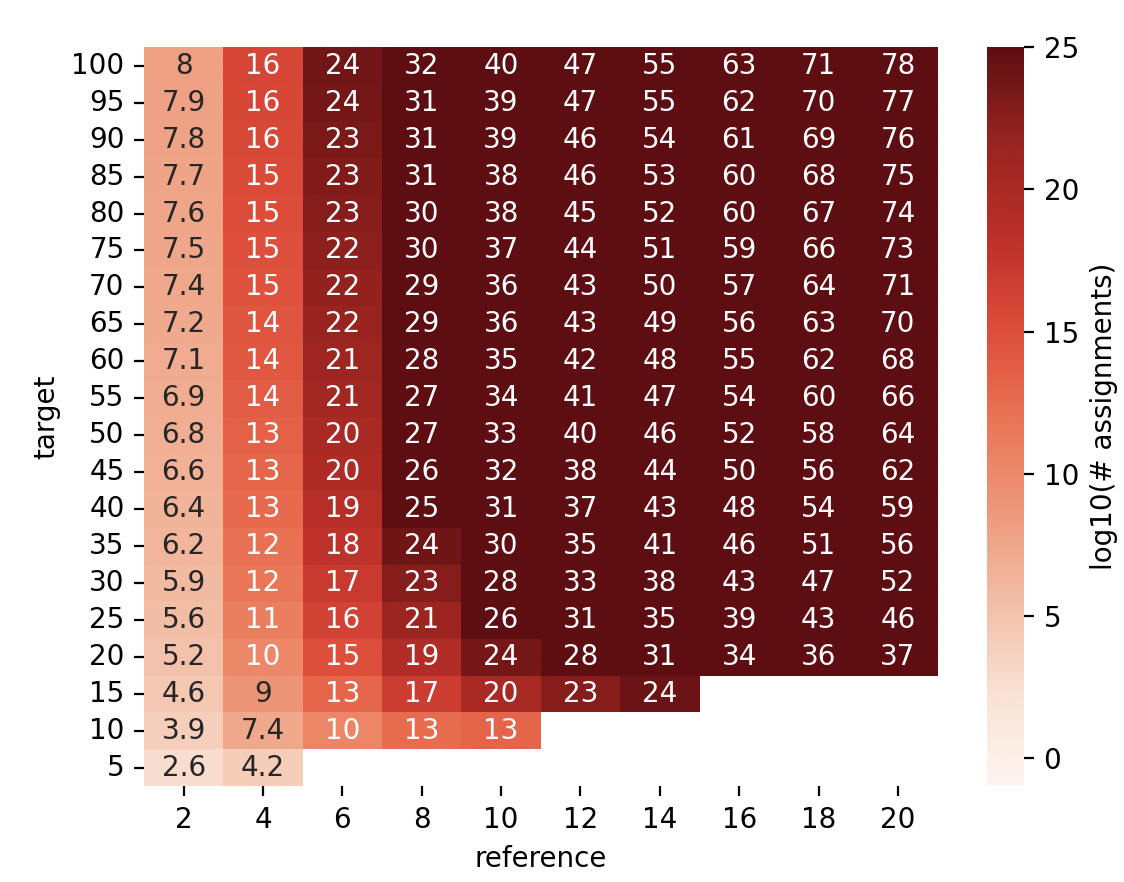 100 8 16 24 32 40 47 55 63 71 78
95 7.9 16 24 31 39 47 55 62 70 77
90 7.8 16 23 31 39 46 54 61 69 76
85 7.7 15 23 31 38 46 53 60 68 75
80 7.6 15 23 30 38 45 52 60 67 74
75 7.5 15 22 30 37 44 51 59 66 73
70 7.4 15 22 29 36 43 50 57 64 71
65 7.2 14 22 29 36 43 49 56 63 70
60 7.1 14 21 28 35 42 48 55 62 68
55 6.9 14 21 27 34 41 47 54 60 66
50 6.8 13 20 27 33 40 46 52 58 64
45 6.6 13 20 26 32 38 44 50 56 62
40 6.4 13 19 25 31 37 43 48 54 59
35 6.2 12 18 24 30 35 41 46 51 56
30 5.9 12 17 23 28 33 38 43 47 52
25 5.6 11 16 21 26 31 35 39 43 46
20 5.2 10 15 19 24 28 31 34 36 37
15 4.6 9 13 17 20 23 24
10 3.9 7.4 10 13 13
5 2.6 4.2
2 4 6 8 10 12 14 16 18 20
reference
target
25
20
15
10
5
0
log10(# assignments)